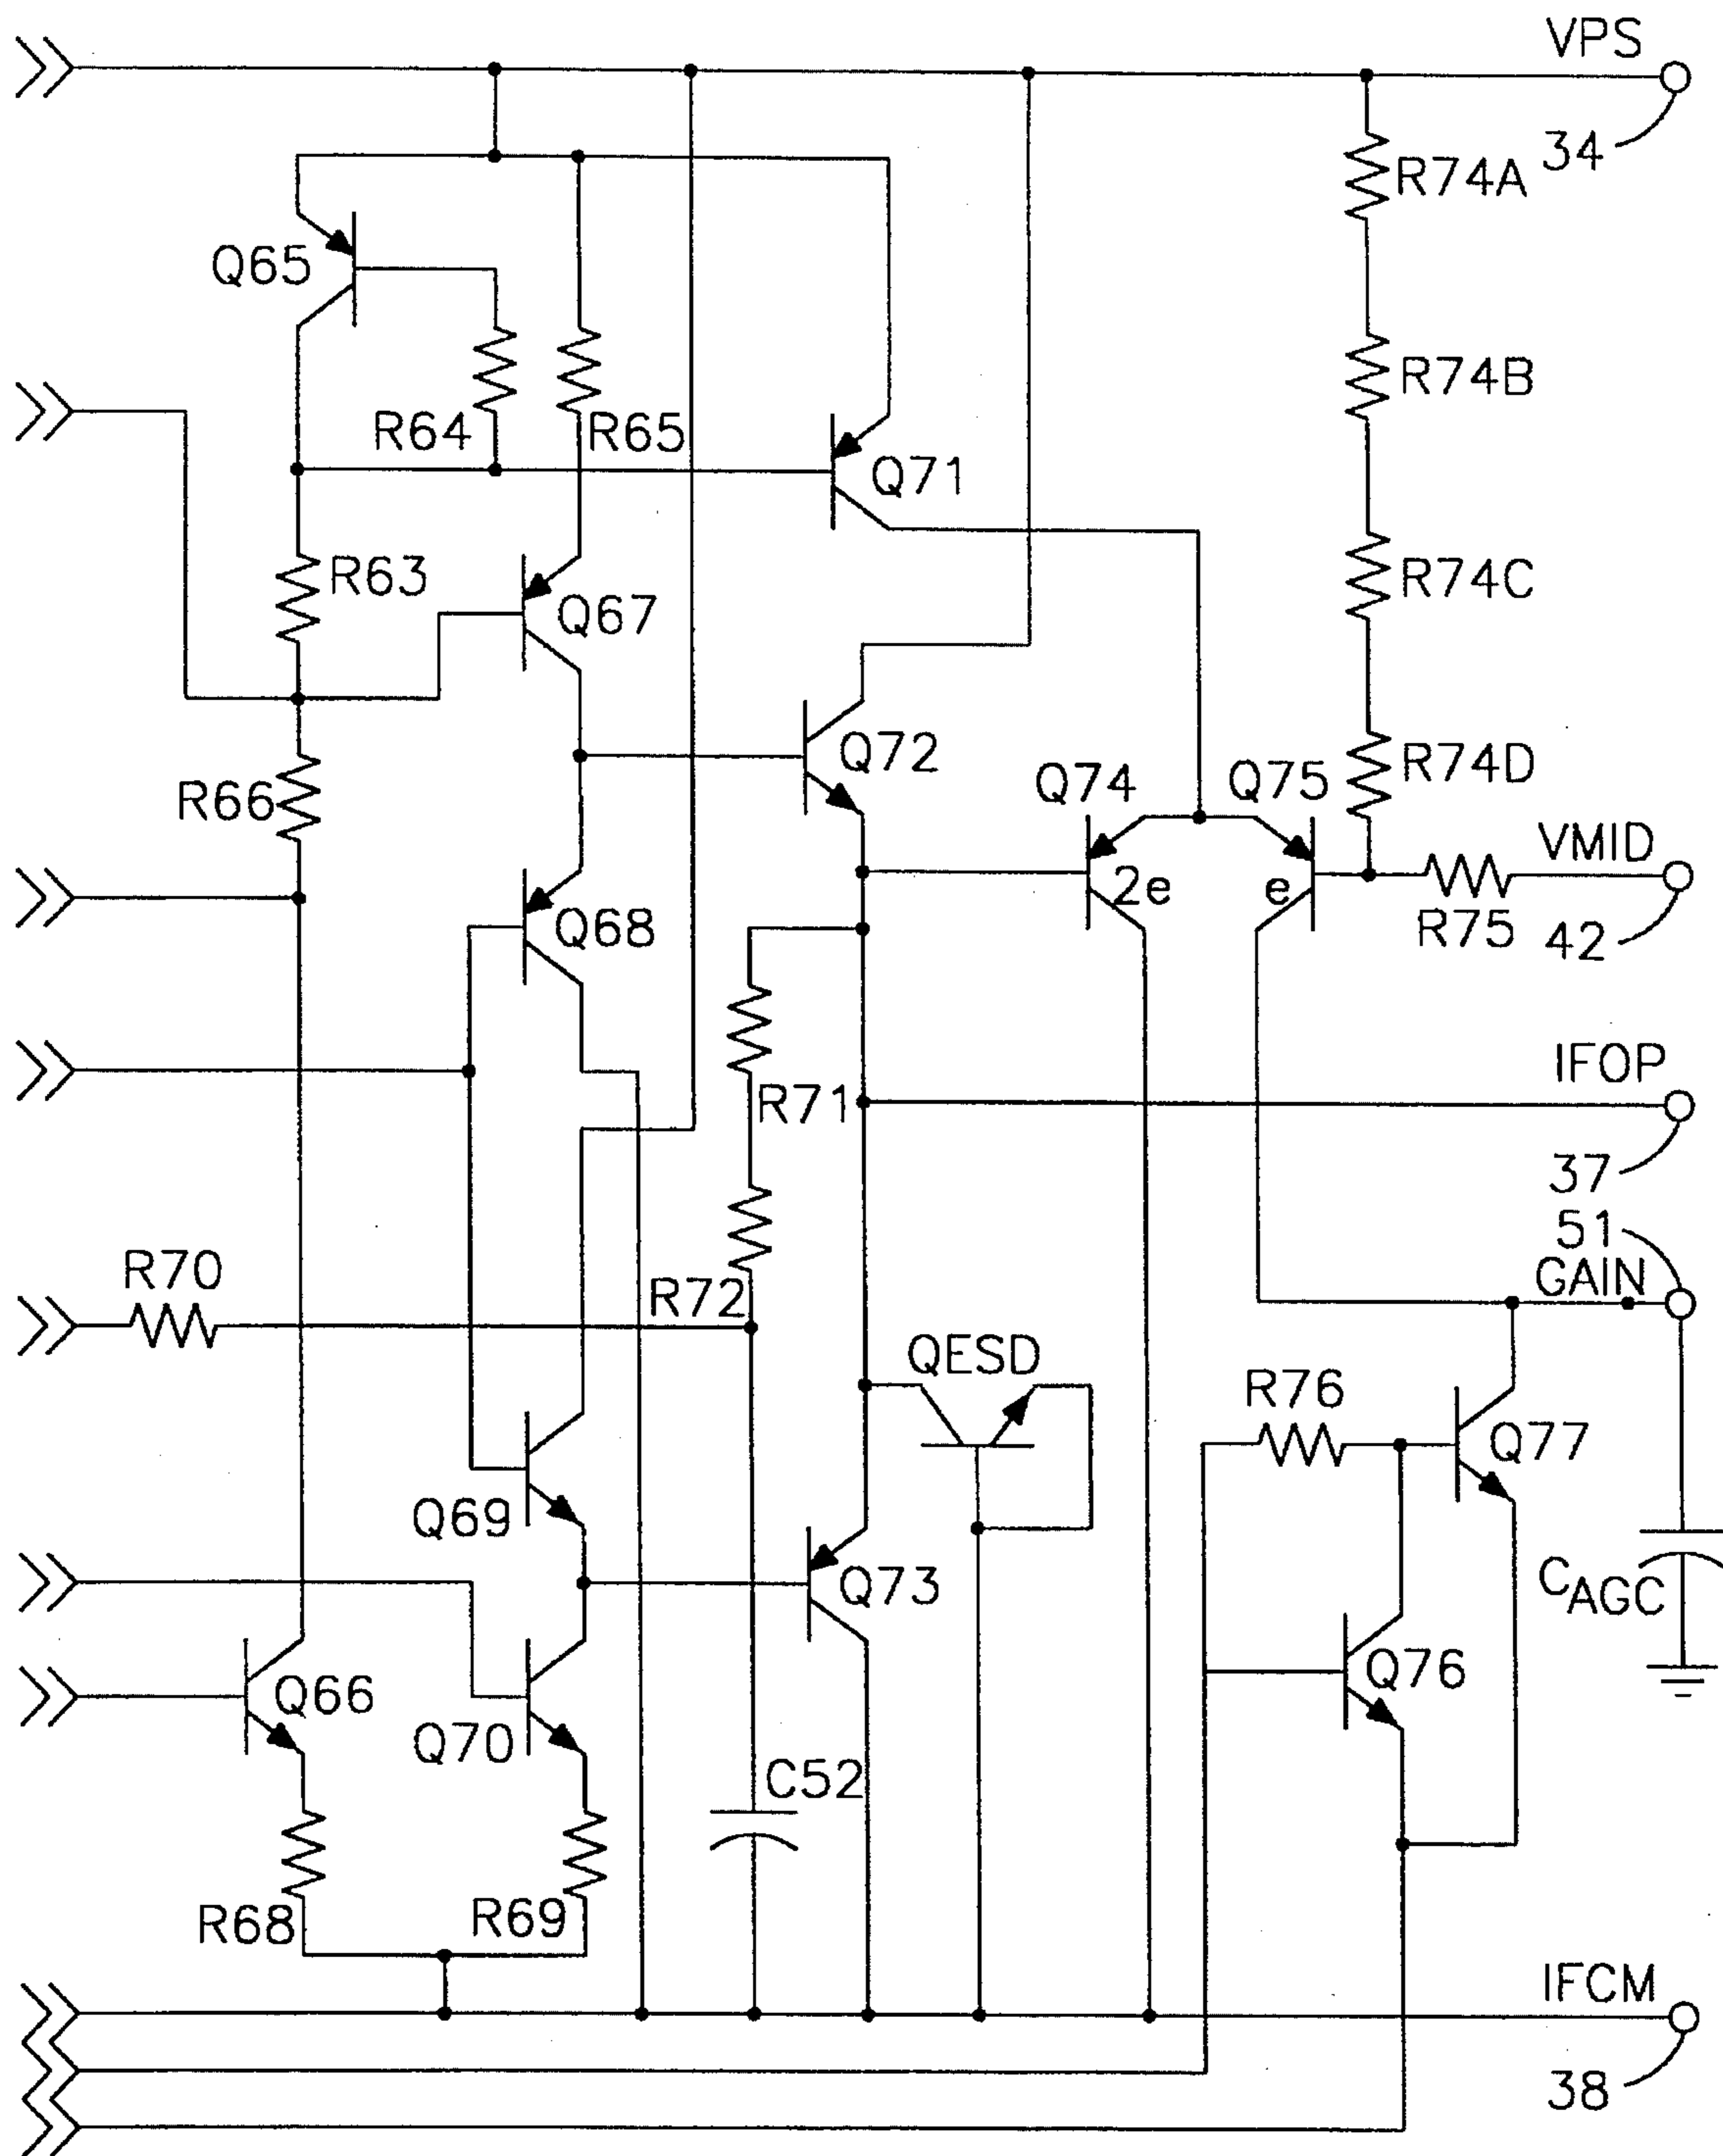 VPS
34
R74A
Q65
R64
R65
R74B
Q71
R63
Q67
R74C
R66
Q72
R74D
Q74
Q75
VMID
2e
e
R75
42
Q68
IFOP
R71
37
51
R70
R72
GAIN
QESD
R76
Q77
Q69
Q73
CAGC
Q66
Q70
Q76
C52
R68
R69
IFCM
38